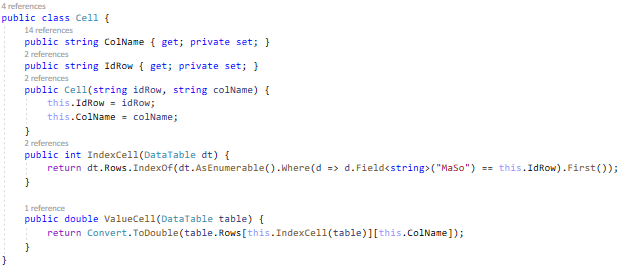 4 references
public class Cell {
14 references
public string ColName { get; private set; }
2 references
public string IdRow { get; private set; }
2 references
public Cell(string idRow, string colName) {
this.IdRow = idRow;
this.ColName = colName;
}
2 references
public int IndexCell(DataTable dt) {
return dt.Rows.IndexOf(dt.AsEnumerable().Where(d => d.Field<string>("MaSo") == this.IdRow).First());
}
1 reference
public double ValueCell(DataTable table) {
return Convert.ToDouble(table.Rows[this.IndexCell(table)][this.ColName]);
}
}